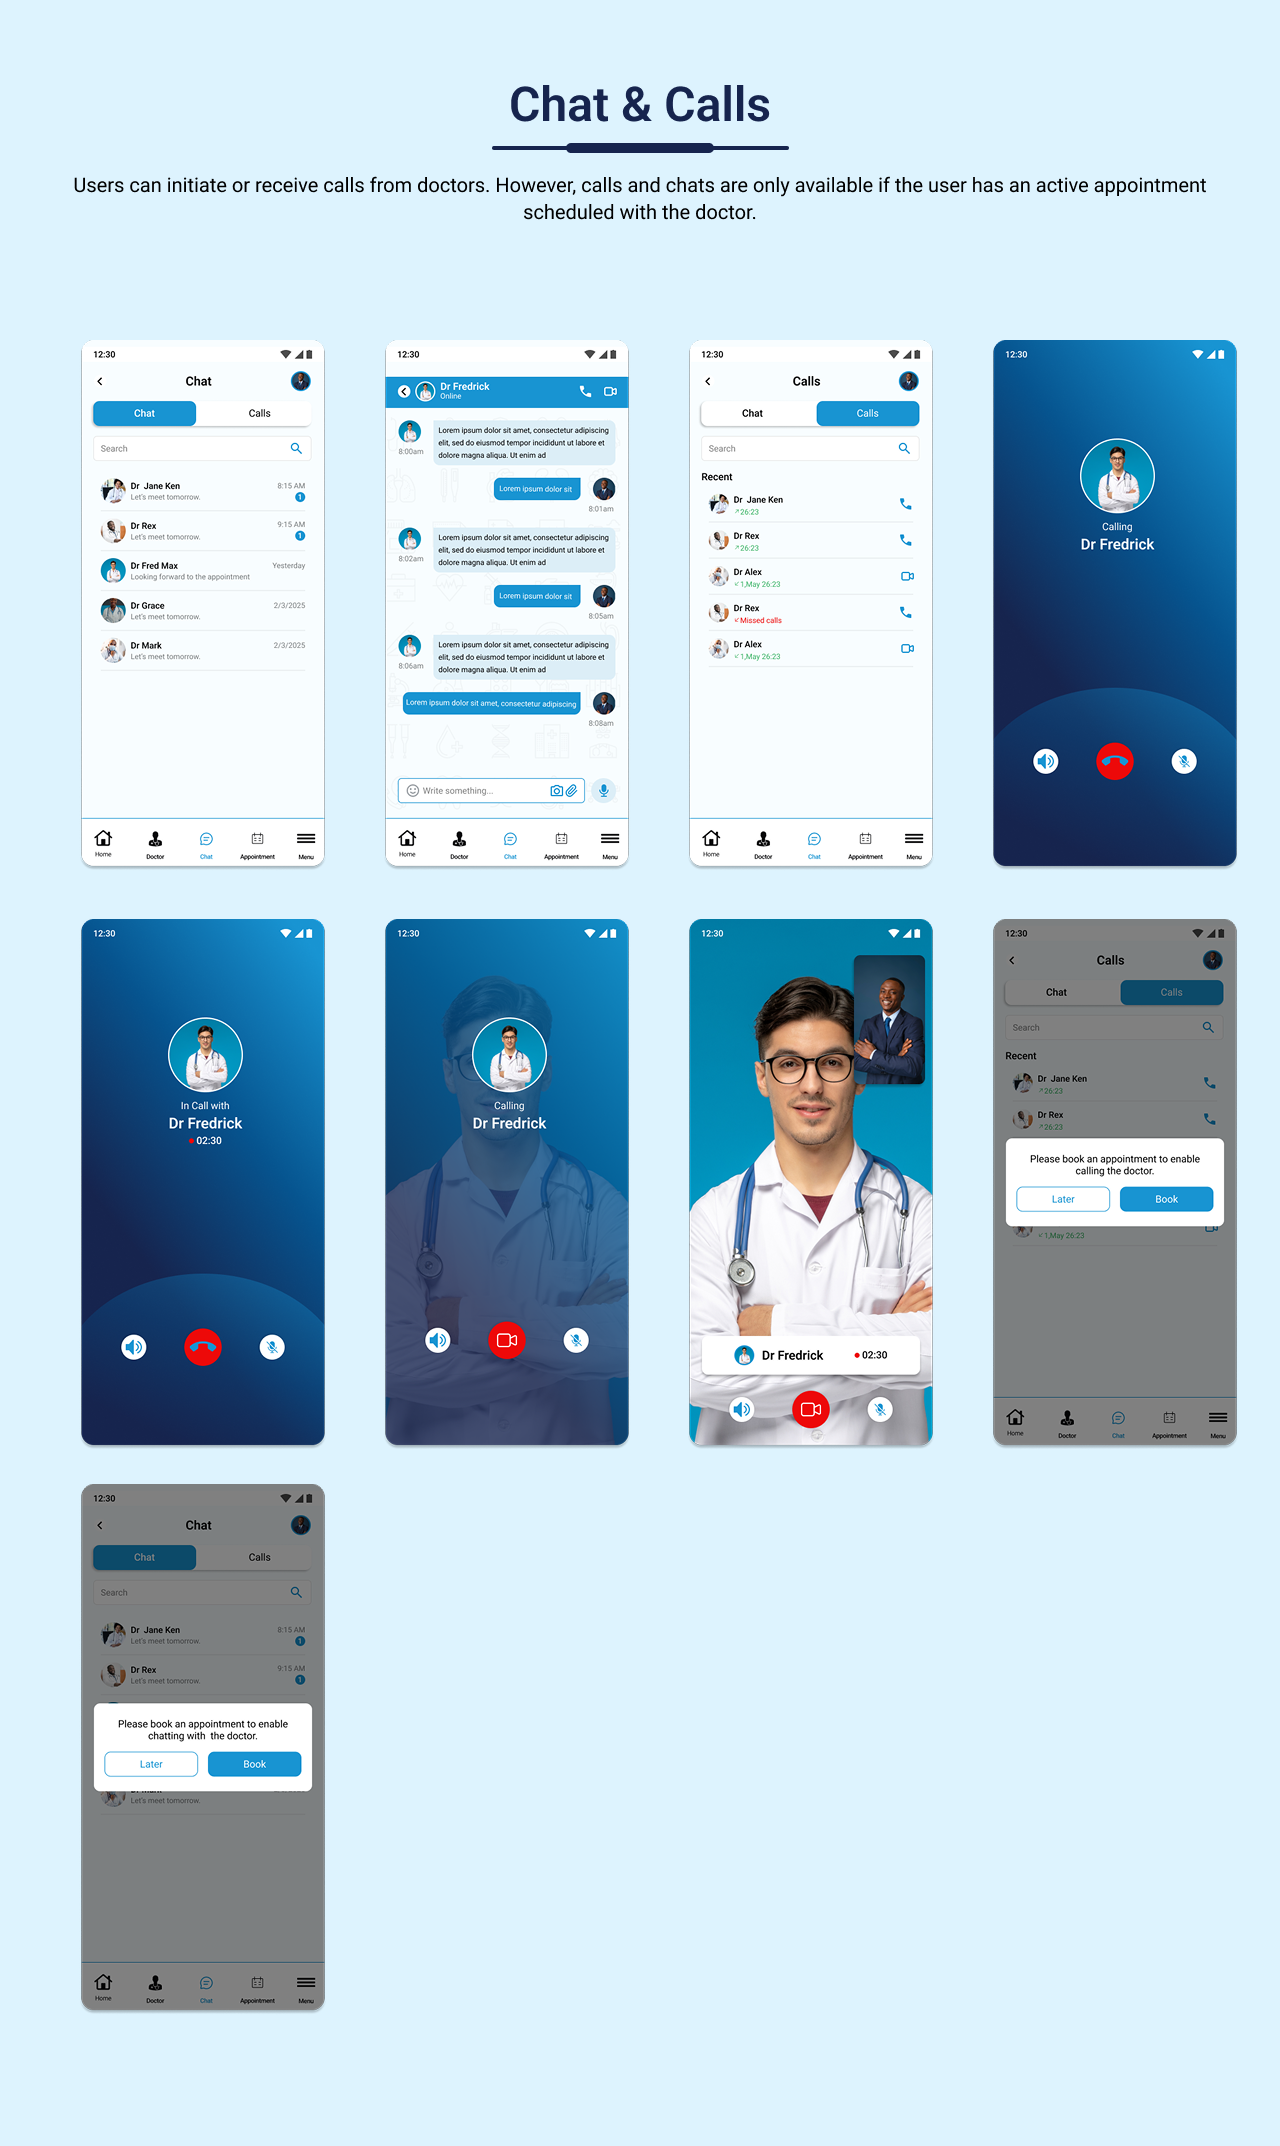 Chat & Calls
Users can initiate or receive calls from doctors. However, calls and chats are only available if the user has an active appointment
scheduled with the doctor.
12:30
Chat
Chat Calls
Search
Dr Jane Ken 8:15 AM
Let's meet tomorrow. 1
Dr Rex 9:15 AM
Let's meet tomorrow. 1
Dr Fred Max Yesterday
Looking forward to the appointment
Dr Grace 2/3/2025
Let's meet tomorrow.
Dr Mark 2/3/2025
Let's meet tomorrow.
Home Doctor Chat Appointment Menu
12:30
Dr Fredrick
Online
Lorem ipsum dolor sit amet, consectetur adipiscing
elit, sed do eiusmod tempor incididunt ut labore et
dolore magna aliqua. Ut enim ad
8:00am
Lorem ipsum dolor sit
8:01am
Lorem ipsum dolor sit amet, consectetur adipiscing
elit, sed do eiusmod tempor incididunt ut labore et
dolore magna aliqua. Ut enim ad
8:02am
Lorem ipsum dolor sit
8:05am
Lorem ipsum dolor sit amet, consectetur adipiscing
elit, sed do eiusmod tempor incididunt ut labore et
dolore magna aliqua. Ut enim ad
8:06am
Lorem ipsum dolor sit amet, consectetur adipiscing
8:08am
Write something...
Home Doctor Chat Appointment Menu
12:30
Calls
Chat Calls
Search
Recent
Dr Jane Ken
26:23
Dr Rex
26:23
Dr Alex
1,May 26:23
Dr Rex
Missed calls
Dr Alex
1,May 26:23
Home Doctor Chat Appointment Menu
12:30
Calling
Dr Fredrick
12:30
In Call with
Dr Fredrick
02:30
12:30
Calling
Dr Fredrick
12:30
Dr Fredrick 02:30
12:30
Calls
Chat Calls
Search
Recent
Dr Jane Ken
26:23
Dr Rex
26:23
Please book an appointment to enable
calling the doctor.
Later Book
1,May 26:23
Home Doctor Chat Appointment Menu
12:30
Chat
Chat Calls
Search
Dr Jane Ken 8:15 AM
Let's meet tomorrow. 1
Dr Rex 9:15 AM
Let's meet tomorrow. 1
Please book an appointment to enable
chatting with the doctor.
Later Book
Let's meet tomorrow.
Home Doctor Chat Appointment Menu